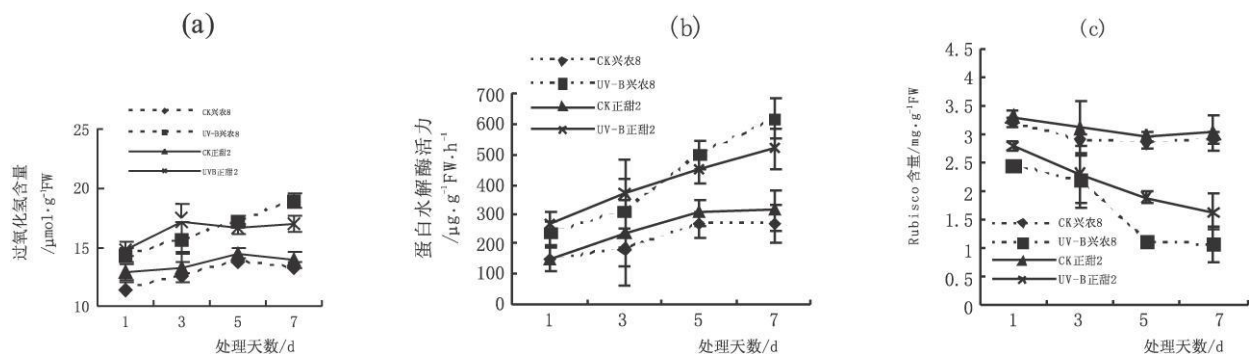 (a)
CK兴农8
UV-B兴农8
CK正甜2
UVB正甜2
过氧化氢含量
/μmol·g⁻¹FW
25
20
15
10
1 3 5 7
处理天数/d
(b)
CK兴农8
UV-B兴农8
CK正甜2
UV-B正甜2
蛋白水解酶活力
/μg·g⁻¹FW·h⁻¹
700
600
500
400
300
200
100
0
1 3 5 7
处理天数/d
(c)
Rubisco含量/mg·g⁻¹FW
4.5
4
3.5
3
2.5
2
1.5
1
0.5
0
CK兴农8
UV-B兴农8
CK正甜2
UV-B正甜2
1 3 5 7
处理天数/d